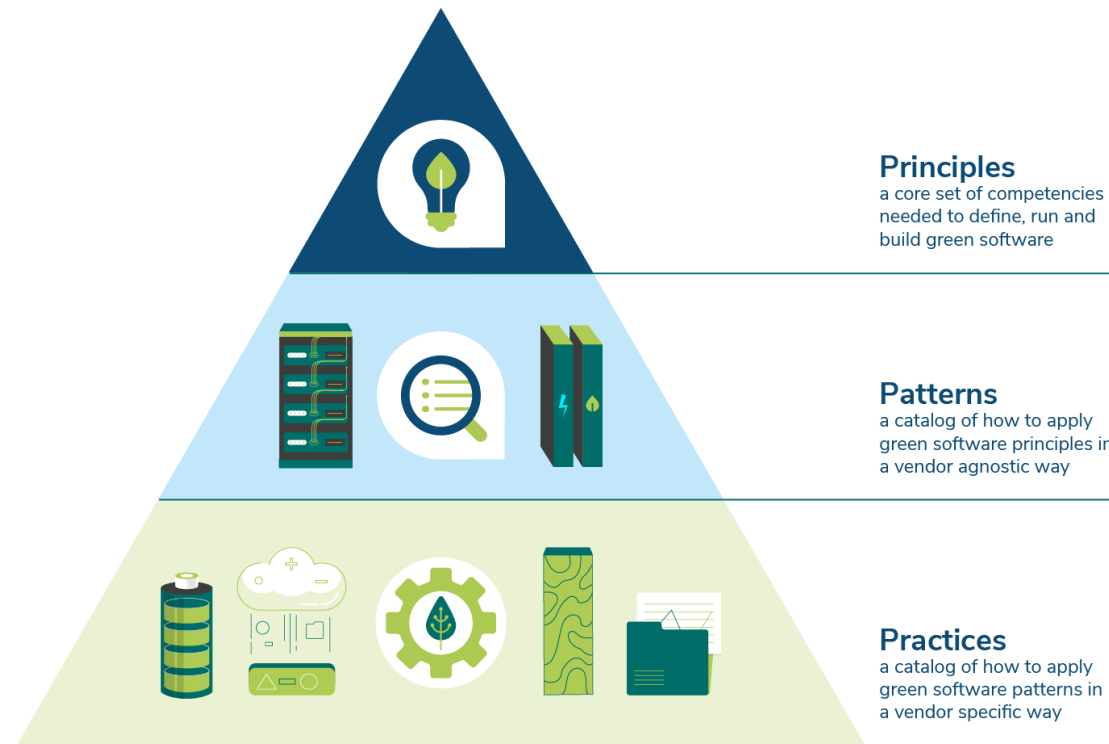 Principles
a core set of competencies
needed to define, run and
build green software
Patterns
a catalog of how to apply
green software principles in
a vendor agnostic way
Practices
a catalog of how to apply
green software patterns in
a vendor specific way